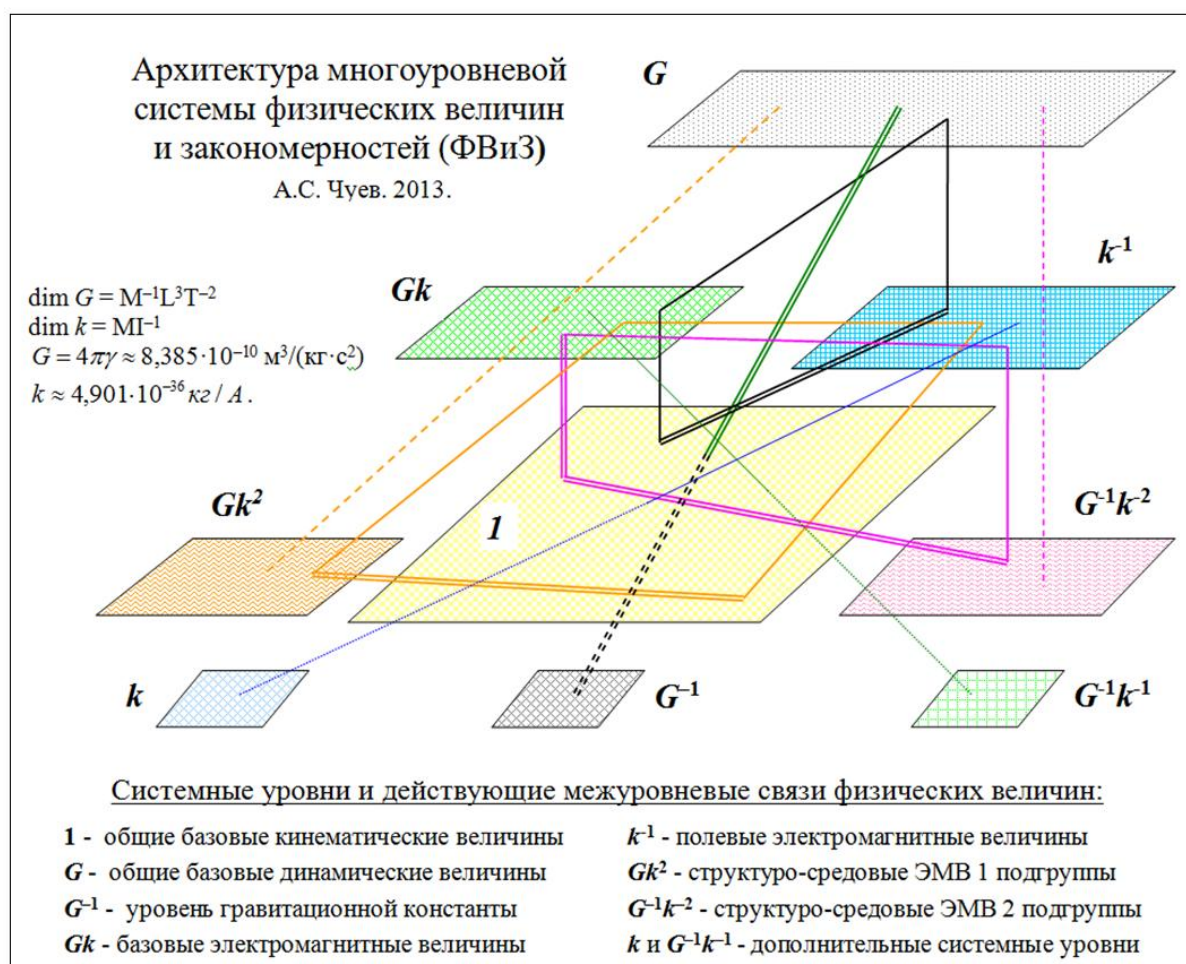 Архитектура многоуровневой
системы физических величин
и закономерностей (ФВиЗ)
А.С. Чуев. 2013.
G
k⁻¹
Gk
dim G = M⁻¹L³T⁻²
dim k = MI⁻¹
G = 4πγ ≈ 8,385·10⁻¹⁰ м³/(кг·с²)
k ≈ 4,901·10⁻³⁶ кг / А.
Gk²
1
G⁻¹k⁻²
k
G⁻¹
G⁻¹k⁻¹
Системные уровни и действующие межуровневые связи физических величин:
1 - общие базовые кинематические величины
G - общие базовые динамические величины
G⁻¹ - уровень гравитационной константы
Gk - базовые электромагнитные величины
k⁻¹ - полевые электромагнитные величины
Gk² - структуро-средовые ЭМВ 1 подгруппы
G⁻¹k⁻² - структуро-средовые ЭМВ 2 подгруппы
k и G⁻¹k⁻¹ - дополнительные системные уровни